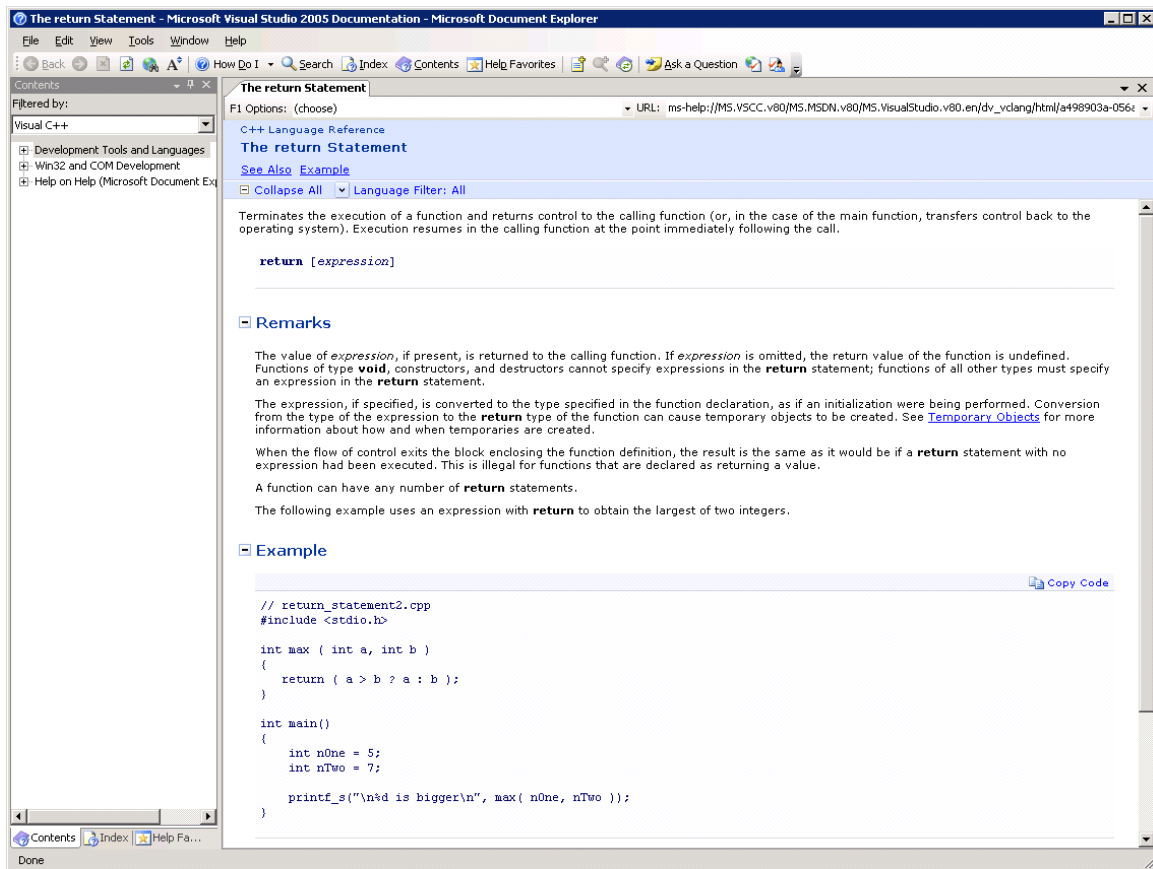 The return Statement - Microsoft Visual Studio 2005 Documentation - Microsoft Document Explorer
File Edit View Tools Window Help
Back How Do I Search Index Contents Help Favorites Ask a Question
Contents
Filtered by:
Visual C++
Development Tools and Languages
Win32 and COM Development
Help on Help (Microsoft Document Exp
Contents Index Help Fa...
The return Statement
F1 Options: (choose) URL: ms-help://MS.VSCC.v80/MS.MSDN.v80/MS.VisualStudio.v80.en/dv_vclang/html/a498903a-056a
C++ Language Reference
The return Statement
See Also Example
Collapse All Language Filter: All
Terminates the execution of a function and returns control to the calling function (or, in the case of the main function, transfers control back to the
operating system). Execution resumes in the calling function at the point immediately following the call.
return [expression]
Remarks
The value of expression, if present, is returned to the calling function. If expression is omitted, the return value of the function is undefined.
Functions of type void, constructors, and destructors cannot specify expressions in the return statement; functions of all other types must specify
an expression in the return statement.
The expression, if specified, is converted to the type specified in the function declaration, as if an initialization were being performed. Conversion
from the type of the expression to the return type of the function can cause temporary objects to be created. See Temporary Objects for more
information about how and when temporaries are created.
When the flow of control exits the block enclosing the function definition, the result is the same as it would be if a return statement with no
expression had been executed. This is illegal for functions that are declared as returning a value.
A function can have any number of return statements.
The following example uses an expression with return to obtain the largest of two integers.
Example
Copy Code
// return_statement2.cpp
#include <stdio.h>
int max ( int a, int b )
{
return ( a > b ? a : b );
}
int main()
{
int nOne = 5;
int nTwo = 7;
printf_s("\n%d is bigger\n", max( nOne, nTwo ));
}
Done